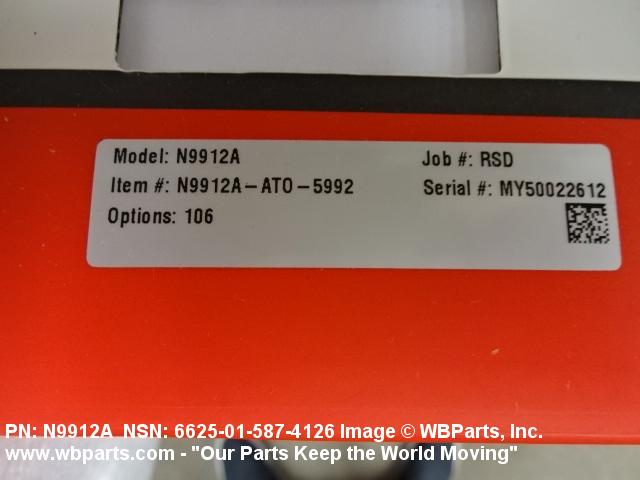 Model: N9912A Job #: RSD
Item #: N9912A-ATO-5992 Serial #: MY50022612
Options: 106
PN: N9912A NSN: 6625-01-587-4126 Image © WBParts, Inc.
www.wbparts.com - "Our Parts Keep the World Moving"